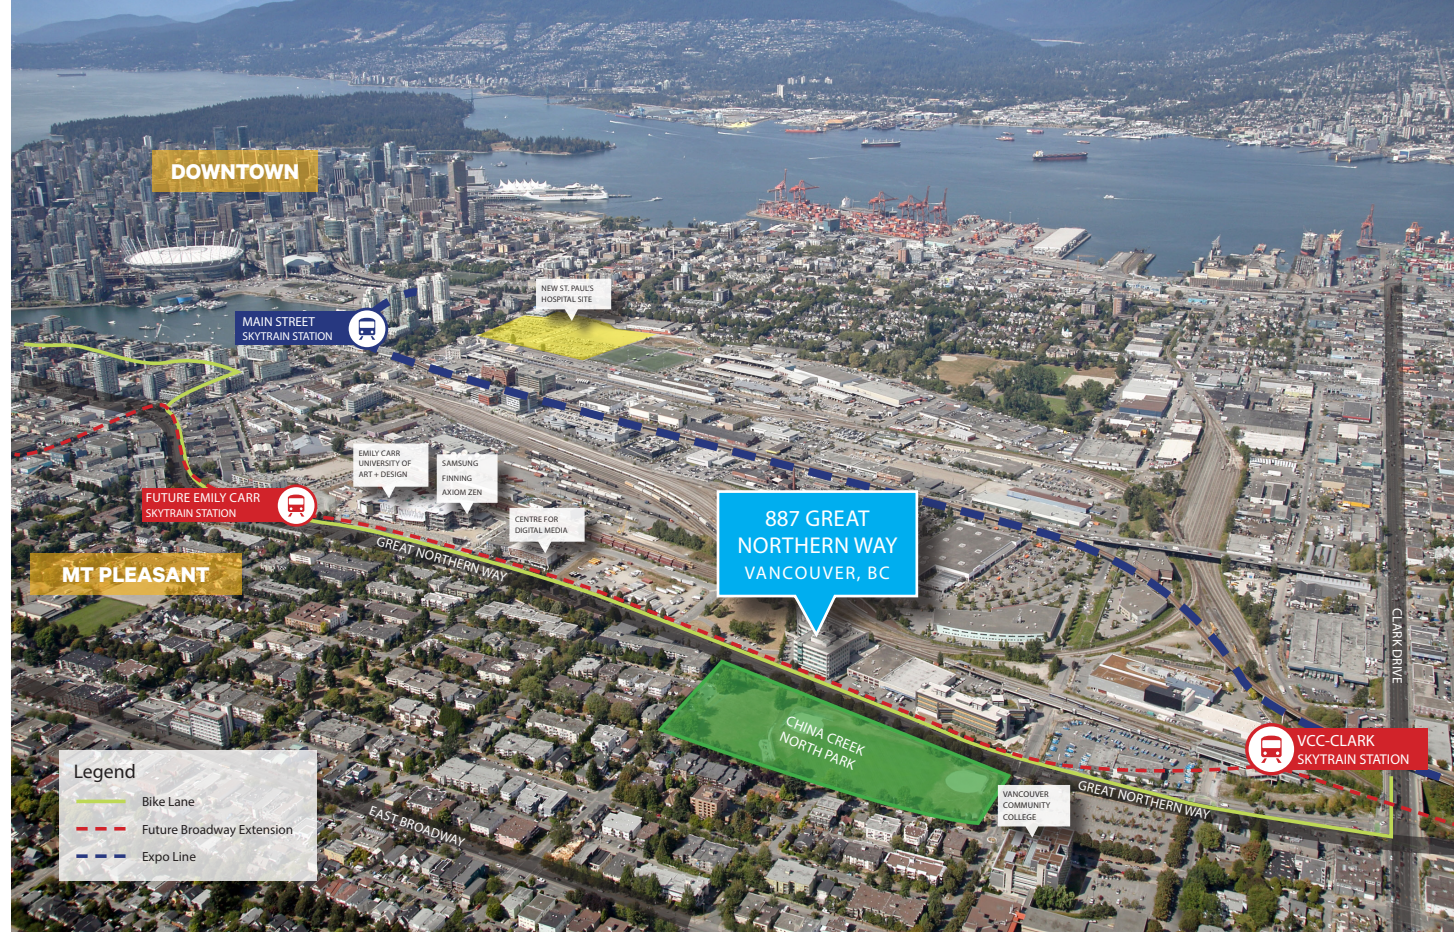 DOWNTOWN
NEW ST. PAUL'S
HOSPITAL SITE
MAIN STREET
SKYTRAIN STATION
EMILY CARR
UNIVERSITY OF
ART + DESIGN
SAMSUNG
FINNING
AXIOM ZEN
FUTURE EMILY CARR
SKYTRAIN STATION
CENTRE FOR
DIGITAL MEDIA
887 GREAT
NORTHERN WAY
VANCOUVER, BC
GREAT NORTHERN WAY
MT PLEASANT
CLARK DRIVE
CHINA CREEK
NORTH PARK
VCC-CLARK
SKYTRAIN STATION
GREAT NORTHERN WAY
VANCOUVER
COMMUNITY
COLLEGE
EAST BROADWAY
Legend
Bike Lane
Future Broadway Extension
Expo Line